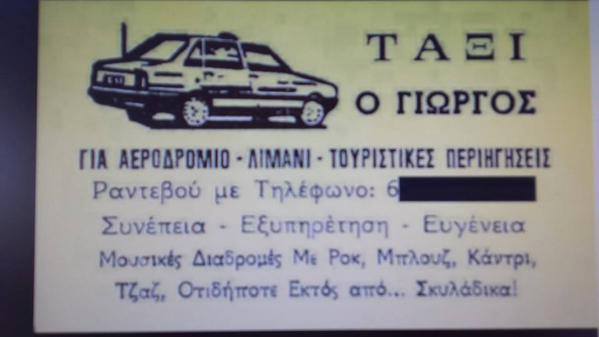 ΤΑΞΙ
Ο ΓΙΩΡΓΟΣ
ΓΙΑ ΑΕΡΟΔΡΟΜΙΟ - ΛΙΜΑΝΙ - ΤΟΥΡΙΣΤΙΚΕΣ ΠΕΡΙΗΓΗΣΕΙΣ
Ραντεβού με Τηλέφωνο: 6
Συνέπεια - Εξυπηρέτηση - Ευγένεια
Μουσικές Διαδρομές Με Ροκ, Μπλουζ, Κάντρι,
Τζαζ, Οτιδήποτε Εκτός από... Σκυλάδικα!